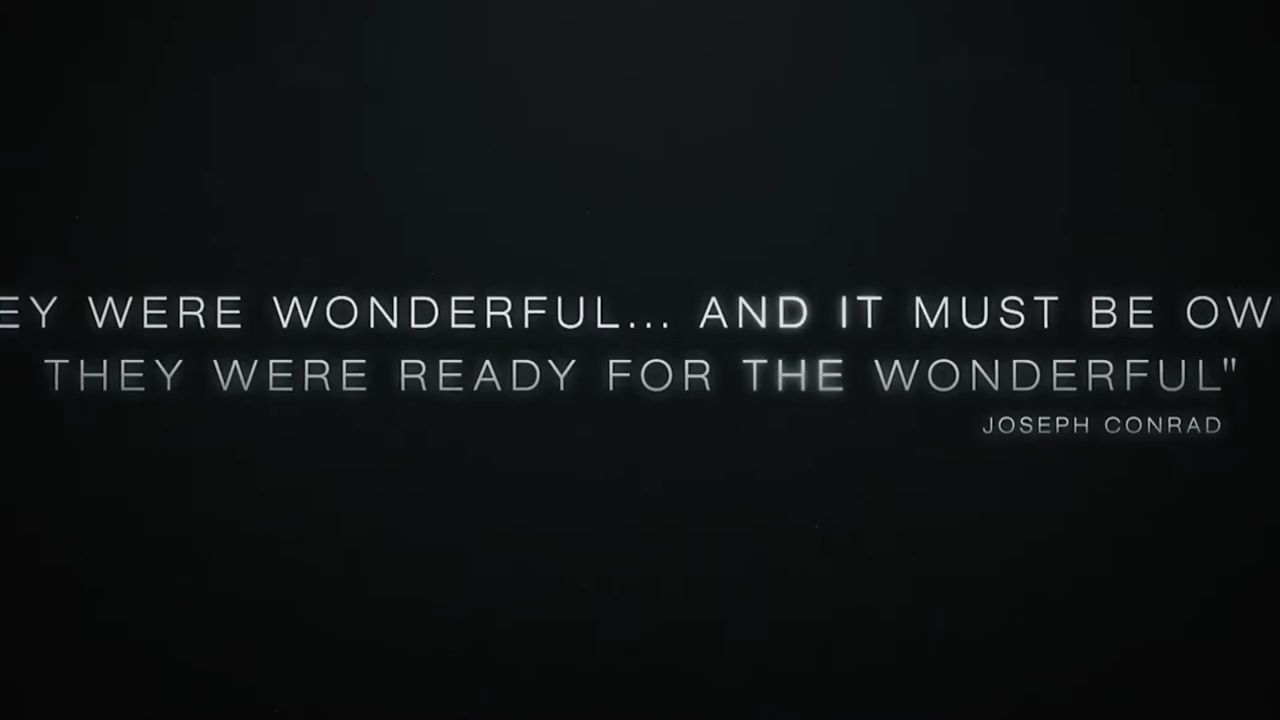 EY WERE WONDERFUL... AND IT MUST BE OW
THEY WERE READY FOR THE WONDERFUL"
JOSEPH CONRAD